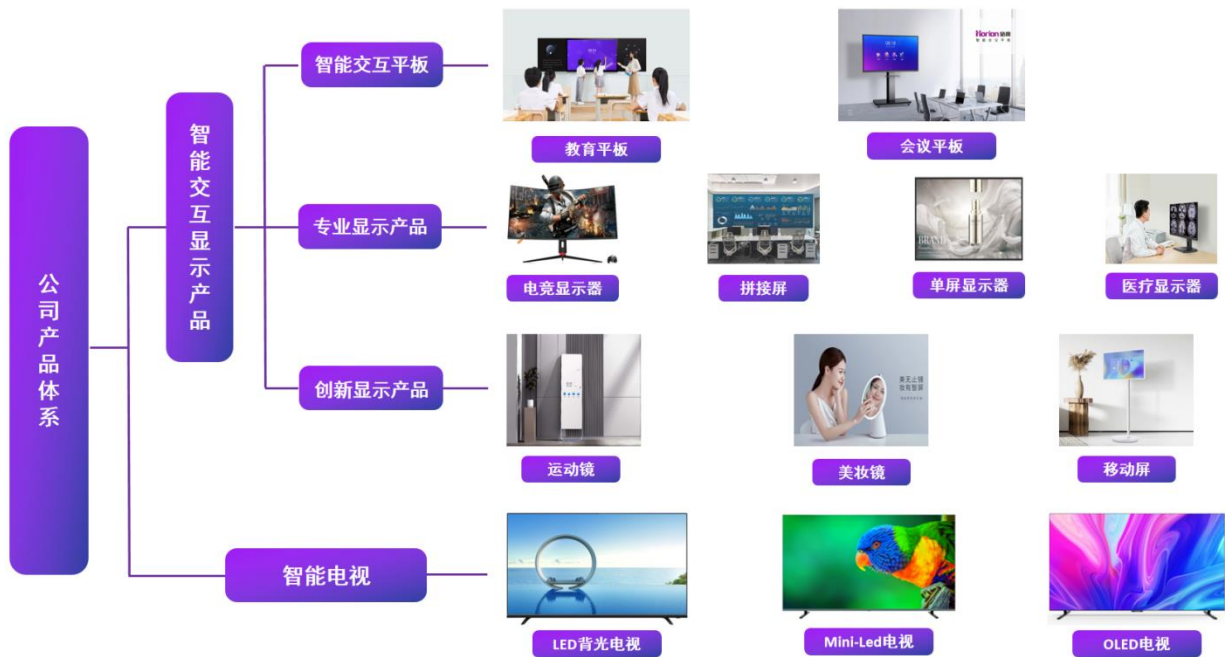 公司产品体系
智能交互显示产品
智能交互平板
Horion
教育平板
会议平板
专业显示产品
BRAND
电竞显示器
拼接屏
单屏显示器
医疗显示器
创新显示产品
运动镜
美妆镜
移动屏
智能电视
LED背光电视
Mini-Led电视
OLED电视